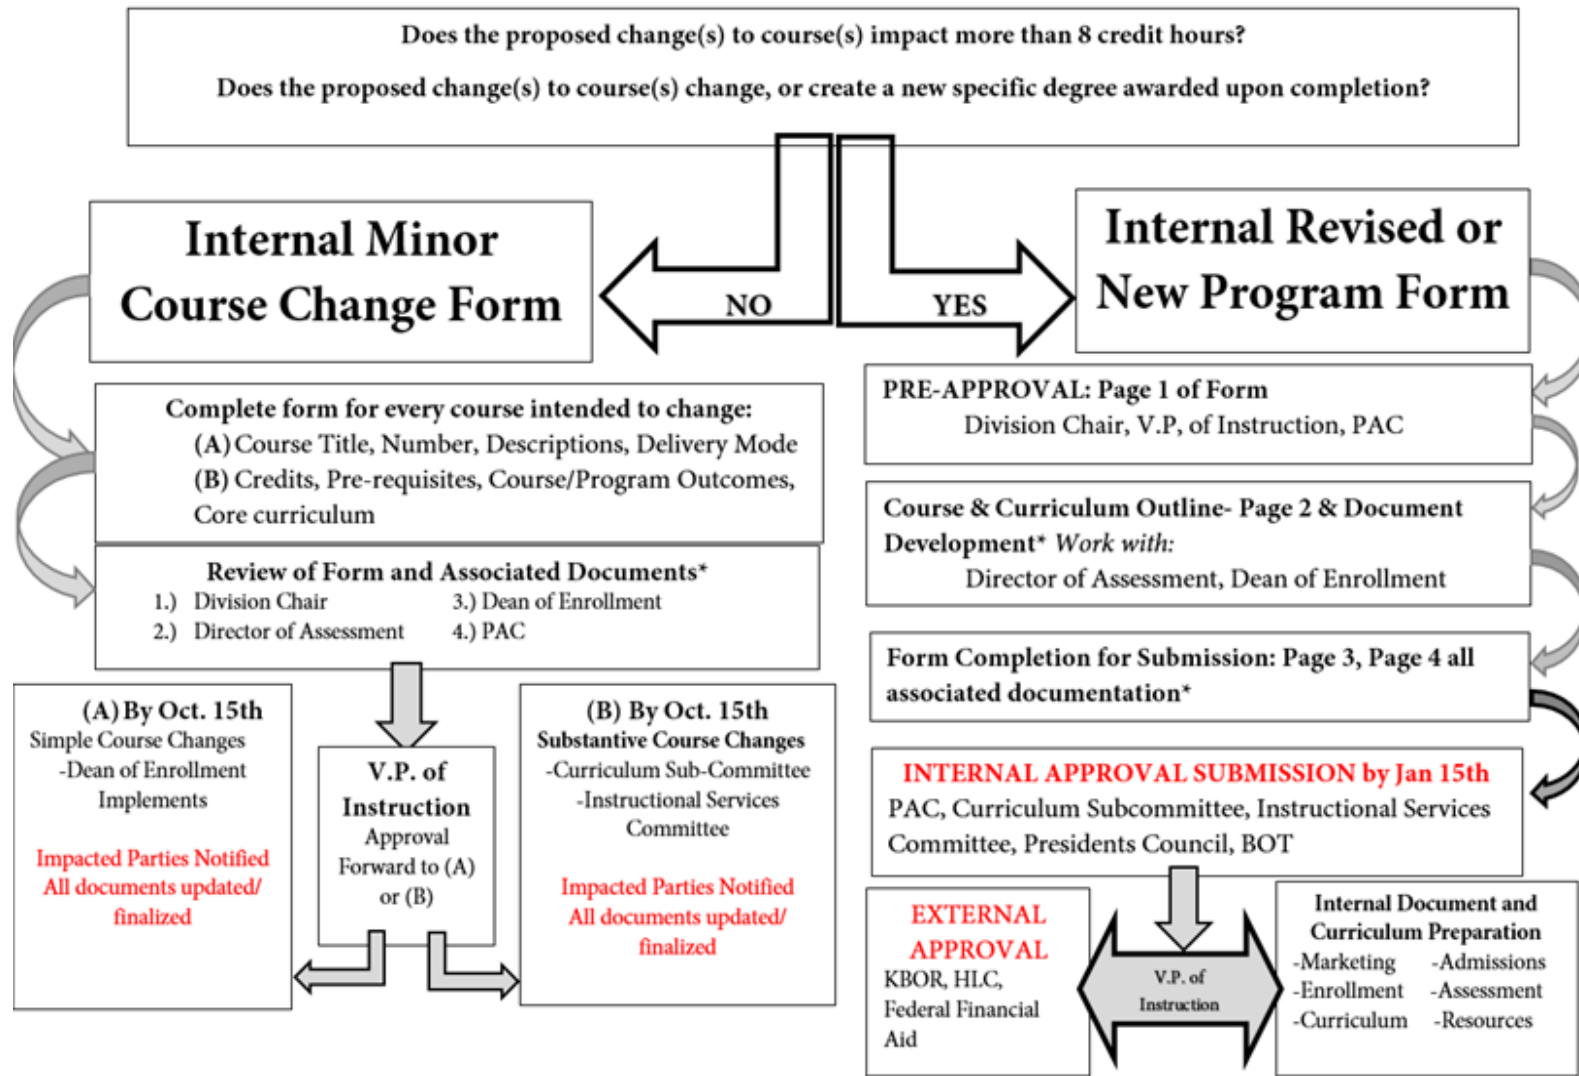 Does the proposed change(s) to course(s) impact more than 8 credit hours?
Does the proposed change(s) to course(s) change, or create a new specific degree awarded upon completion?
NO
YES
Internal Minor
Course Change Form
Complete form for every course intended to change:
(A) Course Title, Number, Descriptions, Delivery Mode
(B) Credits, Pre-requisites, Course/Program Outcomes,
Core curriculum
Review of Form and Associated Documents*
1.) Division Chair 3.) Dean of Enrollment
2.) Director of Assessment 4.) PAC
(A) By Oct. 15th
Simple Course Changes
-Dean of Enrollment
Implements
Impacted Parties Notified
All documents updated/
finalized
V.P. of
Instruction
Approval
Forward to (A)
or (B)
(B) By Oct. 15th
Substantive Course Changes
-Curriculum Sub-Committee
-Instructional Services
Committee
Impacted Parties Notified
All documents updated/
finalized
Internal Revised or
New Program Form
PRE-APPROVAL: Page 1 of Form
Division Chair, V.P, of Instruction, PAC
Course & Curriculum Outline- Page 2 & Document
Development* Work with:
Director of Assessment, Dean of Enrollment
Form Completion for Submission: Page 3, Page 4 all
associated documentation*
INTERNAL APPROVAL SUBMISSION by Jan 15th
PAC, Curriculum Subcommittee, Instructional Services
Committee, Presidents Council, BOT
EXTERNAL
APPROVAL
KBOR, HLC,
Federal Financial
Aid
V.P. of
Instruction
Internal Document and
Curriculum Preparation
-Marketing -Admissions
-Enrollment -Assessment
-Curriculum -Resources